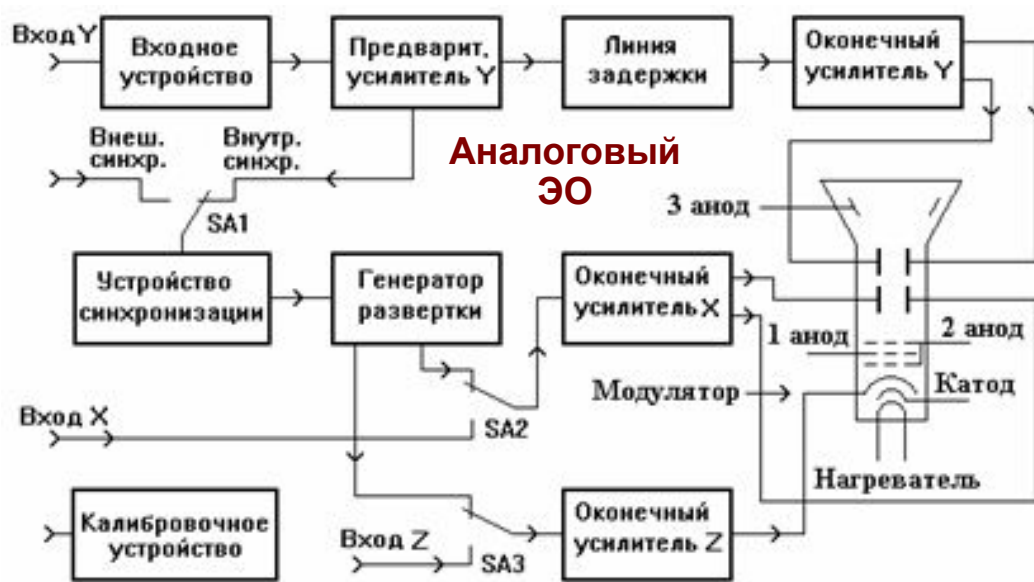 Вход Y
Входное
устройство
Предварит.
усилитель Y
Линия
задержки
Оконечный
усилитель Y
Внеш.
синхр.
Внутр.
синхр.
Аналоговый
ЭО
SA1
3 анод
Устройство
синхронизации
Генератор
развертки
Оконечный
усилитель X
1 анод
2 анод
Модулятор
Катод
Вход X
SA2
Нагреватель
Калибровочное
устройство
Вход Z
SA3
Оконечный
усилитель Z